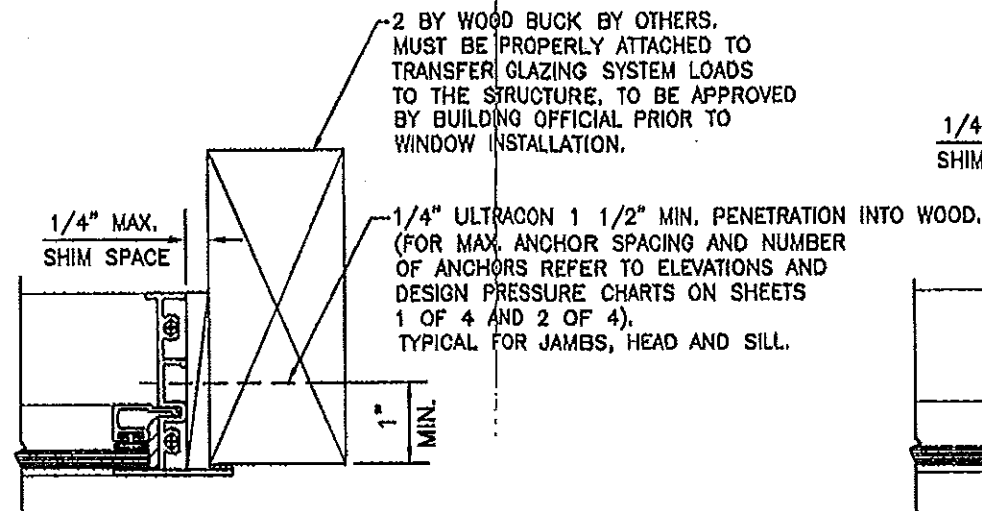 2 BY WOOD BUCK BY OTHERS.
MUST BE PROPERLY ATTACHED TO
TRANSFER GLAZING SYSTEM LOADS
TO THE STRUCTURE, TO BE APPROVED
BY BUILDING OFFICIAL PRIOR TO
WINDOW INSTALLATION.
1/4
SHIM
1/4" MAX.
SHIM SPACE
1/4" ULTRACON 1 1/2" MIN. PENETRATION INTO WOOD.
(FOR MAX. ANCHOR SPACING AND NUMBER
OF ANCHORS REFER TO ELEVATIONS AND
DESIGN PRESSURE CHARTS ON SHEETS
1 OF 4 AND 2 OF 4).
TYPICAL FOR JAMBS, HEAD AND SILL.
1"
MIN.